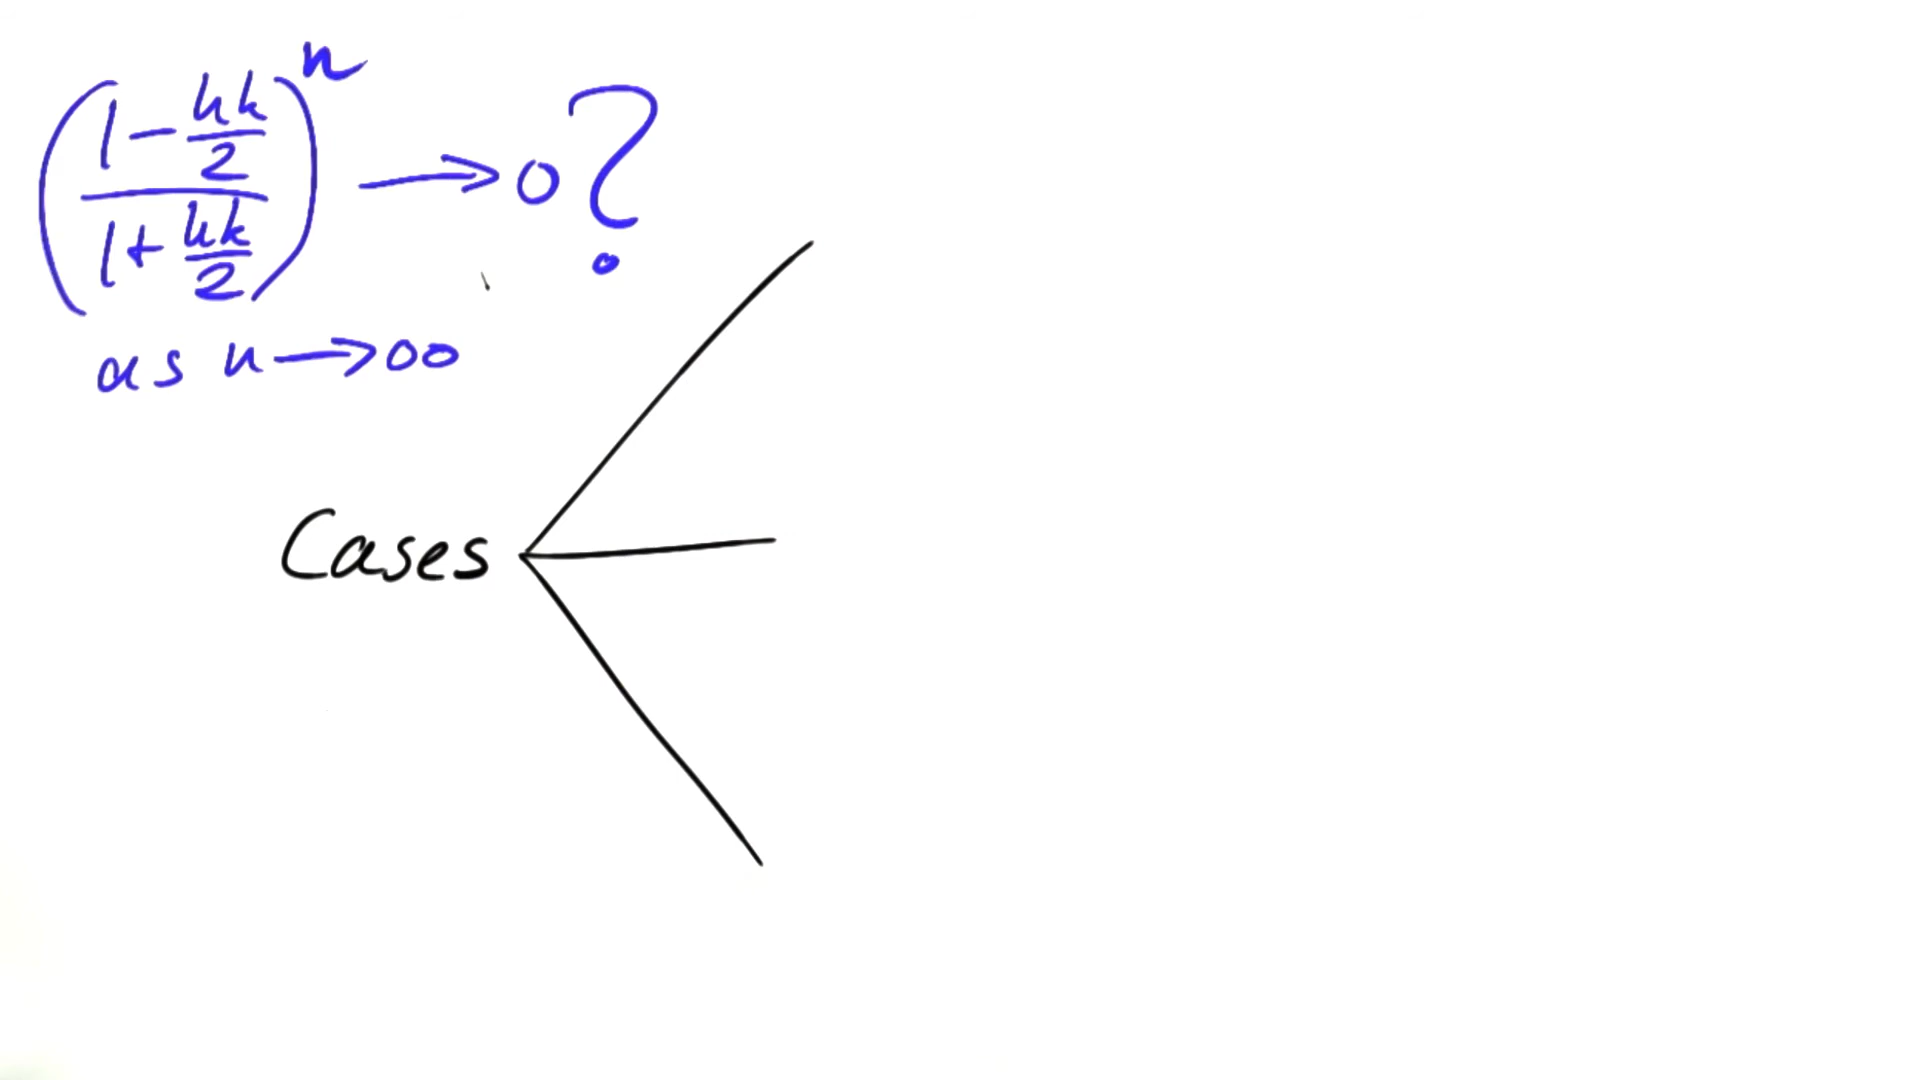 ((1 - hk/2)/(1 + hk/2))^n → 0 ?
as n → ∞
Cases